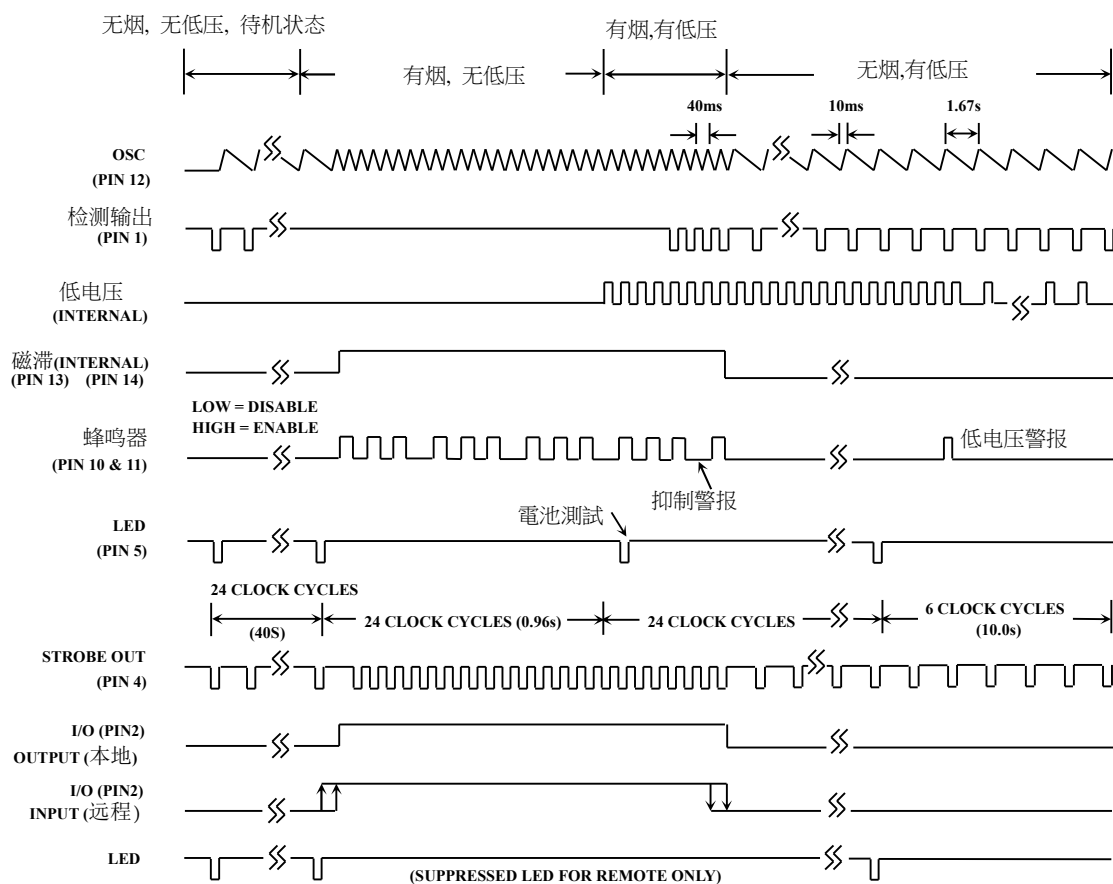 无烟, 无低压, 待机状态
有烟,有低压
有烟, 无低压
无烟,有低压
40ms
10ms
1.67s
OSC
(PIN 12)
检测输出
(PIN 1)
低电压
(INTERNAL)
磁滞(INTERNAL)
(PIN 13) (PIN 14)
LOW = DISABLE
HIGH = ENABLE
蜂鸣器
(PIN 10 & 11)
低电压警报
抑制警报
LED
(PIN 5)
電池測試
24 CLOCK CYCLES
(40S)
24 CLOCK CYCLES (0.96s)
24 CLOCK CYCLES
6 CLOCK CYCLES
(10.0s)
STROBE OUT
(PIN 4)
I/O (PIN2)
OUTPUT (本地)
I/O (PIN2)
INPUT (远程)
LED
(SUPPRESSED LED FOR REMOTE ONLY)